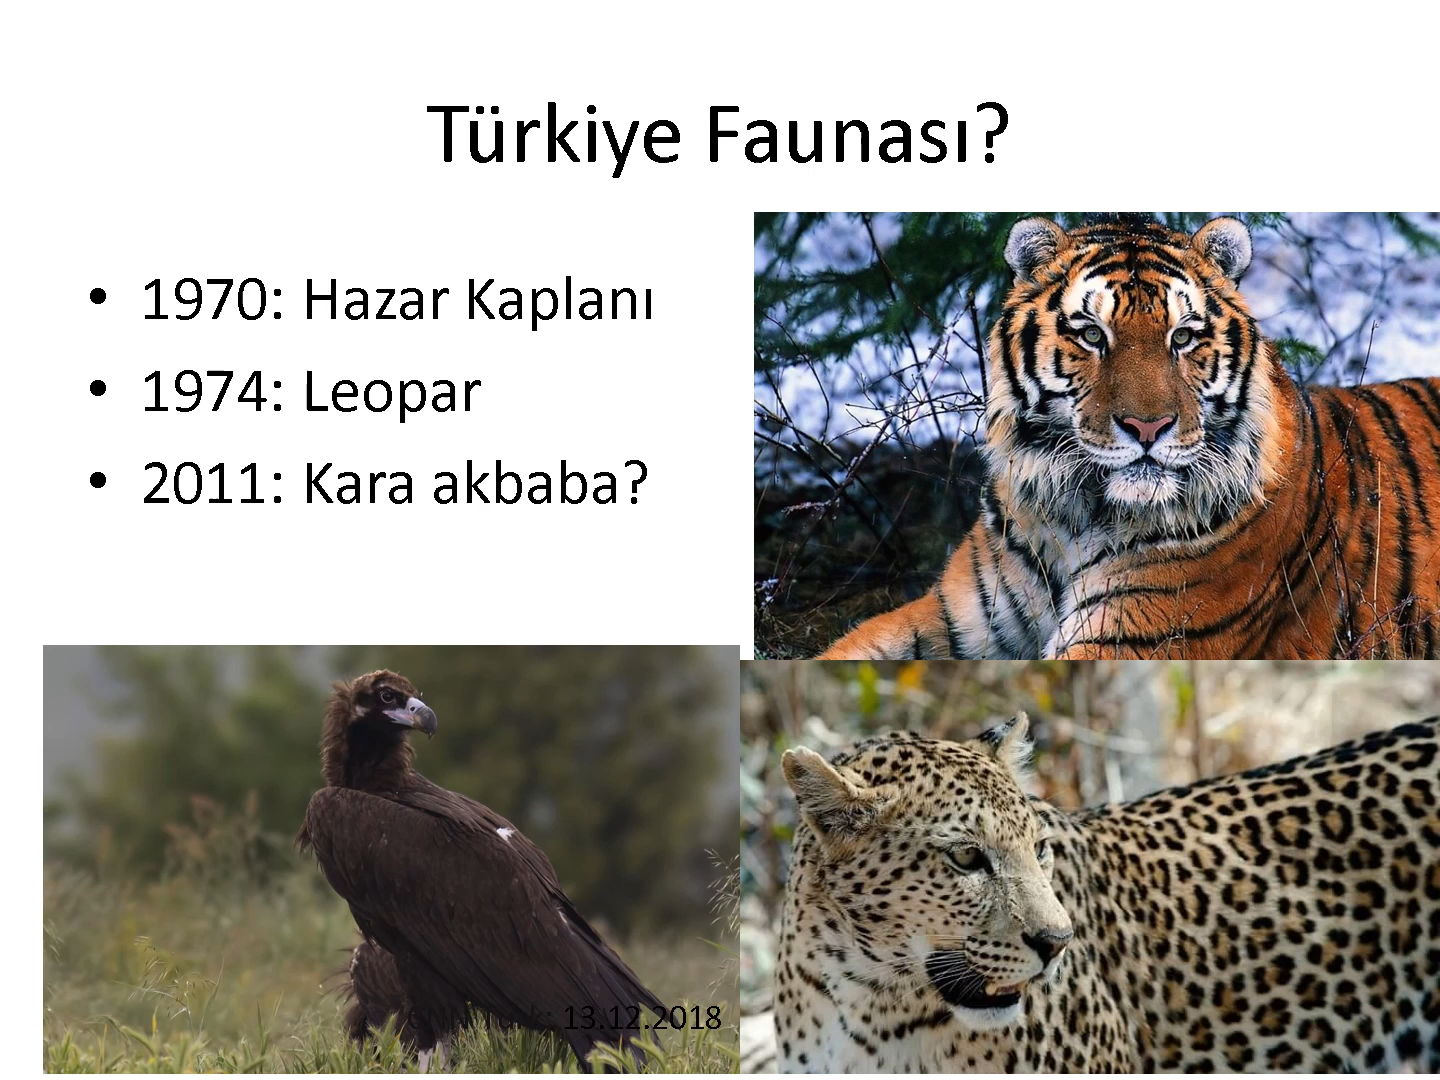 Türkiye Faunası?
• 1970: Hazar Kaplanı
• 1974: Leopar
• 2011: Kara akbaba?
13.12.2018